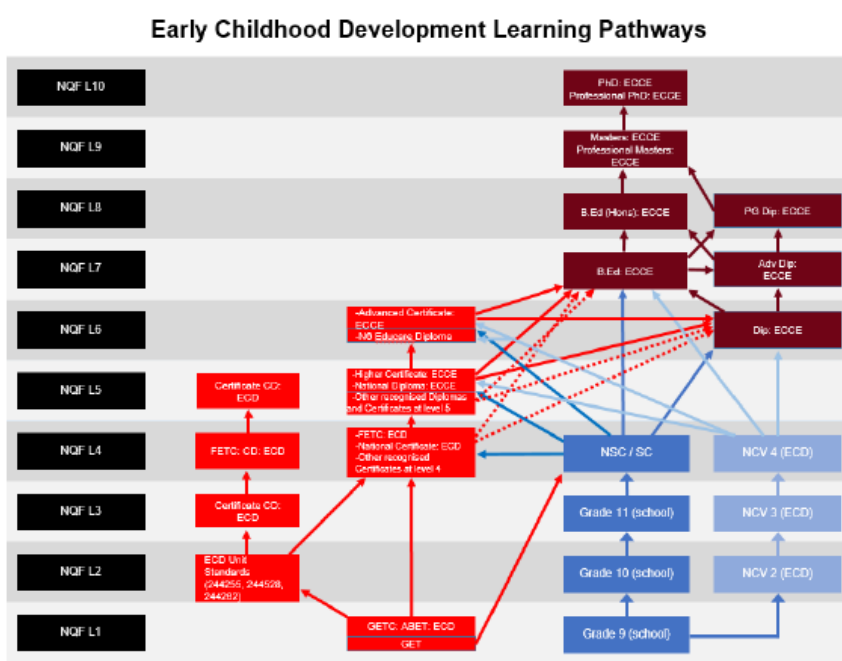 Early Childhood Development Learning Pathways
NQF L10
PhD: ECCE
Professional PhD: ECCE
NQF L9
Masters: ECCE
Professional Masters:
ECCE
NQF L8
B.Ed (Hons): ECCE
PG Dip: ECCE
NQF L7
B.Ed: ECCE
Adv Dip:
ECCE
NQF L6
-Advanced Certificate:
ECCE
-N6 Educare Diploma
Dip: ECCE
NQF L5
Certificate CD:
ECD
-Higher Certificate: ECCE
-National Diploma: ECCE
-Other recognised Diplomas
and Certificates at level 5
NQF L4
FETC: CD: ECD
-FETC: ECD
-National Certificate: ECD
-Other recognised
Certificates at level 4
NSC / SC
NCV 4 (ECD)
NQF L3
Certificate CD:
ECD
Grade 11 (school)
NCV 3 (ECD)
NQF L2
ECD Unit
Standards
(244255, 244528,
244262)
Grade 10 (school)
NCV 2 (ECD)
NQF L1
GETC: ABET: ECD
GET
Grade 9 (school)